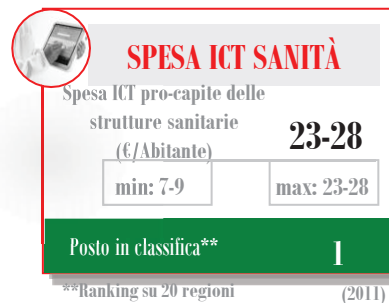 SPESA ICT SANITÀ
Spesa ICT pro-capite delle
strutture sanitarie
(€/Abitante)
23-28
min: 7-9
max: 23-28
Posto in classifica** 1
**Ranking su 20 regioni
(2011)